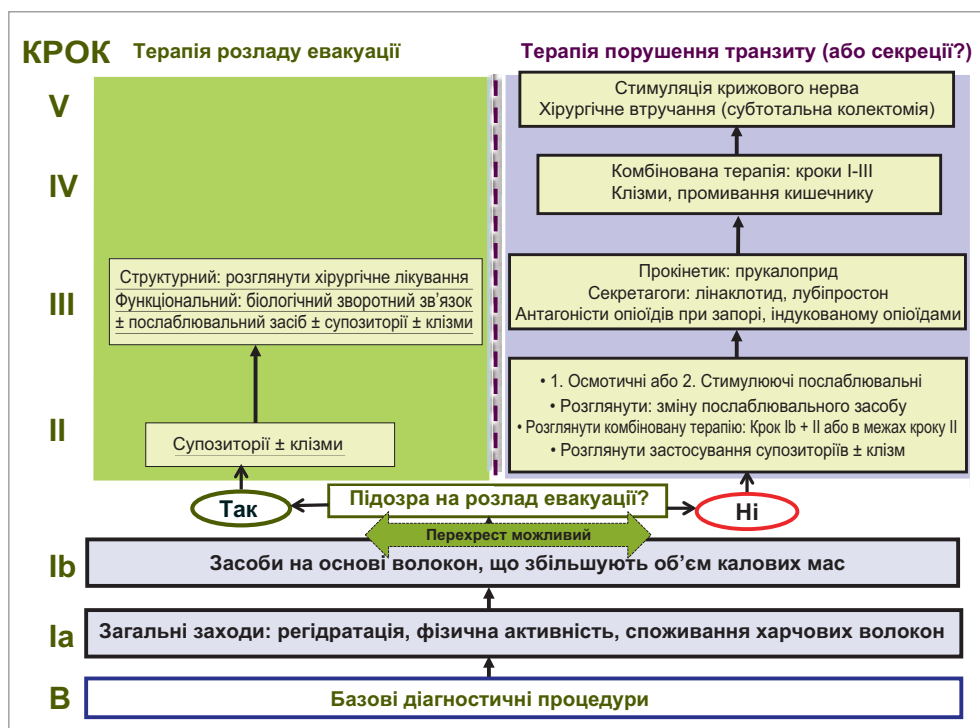 КРОК
Терапія розладу евакуації
Терапія порушення транзиту (або секреції?)
V
Стимуляція крижового нерва
Хірургічне втручання (субтотальна колектомія)
IV
Комбінована терапія: кроки І-ІІІ
Клізми, промивання кишечнику
III
Структурний: розглянути хірургічне лікування
Функціональний: біологічний зворотний зв’язок
± послаблювальний засіб ± супозиторії ± клізми
Прокінетик: прукалоприд
Секретагоги: лінаклотид, лубіпростон
Антагоністи опіоїдів при запорі, індукованому опіоїдами
II
Супозиторії ± клізми
• 1. Осмотичні або 2. Стимулюючі послаблювальні
• Розглянути: зміну послаблювального засобу
• Розглянути комбіновану терапію: Крок Ib + II або в межах кроку II
• Розглянути застосування супозиторіїв ± клізм
Так
Підозра на розлад евакуації?
Ні
Перехрест можливий
Ib
Засоби на основі волокон, що збільшують об’єм калових мас
Ia
Загальні заходи: регідратація, фізична активність, споживання харчових волокон
B
Базові діагностичні процедури